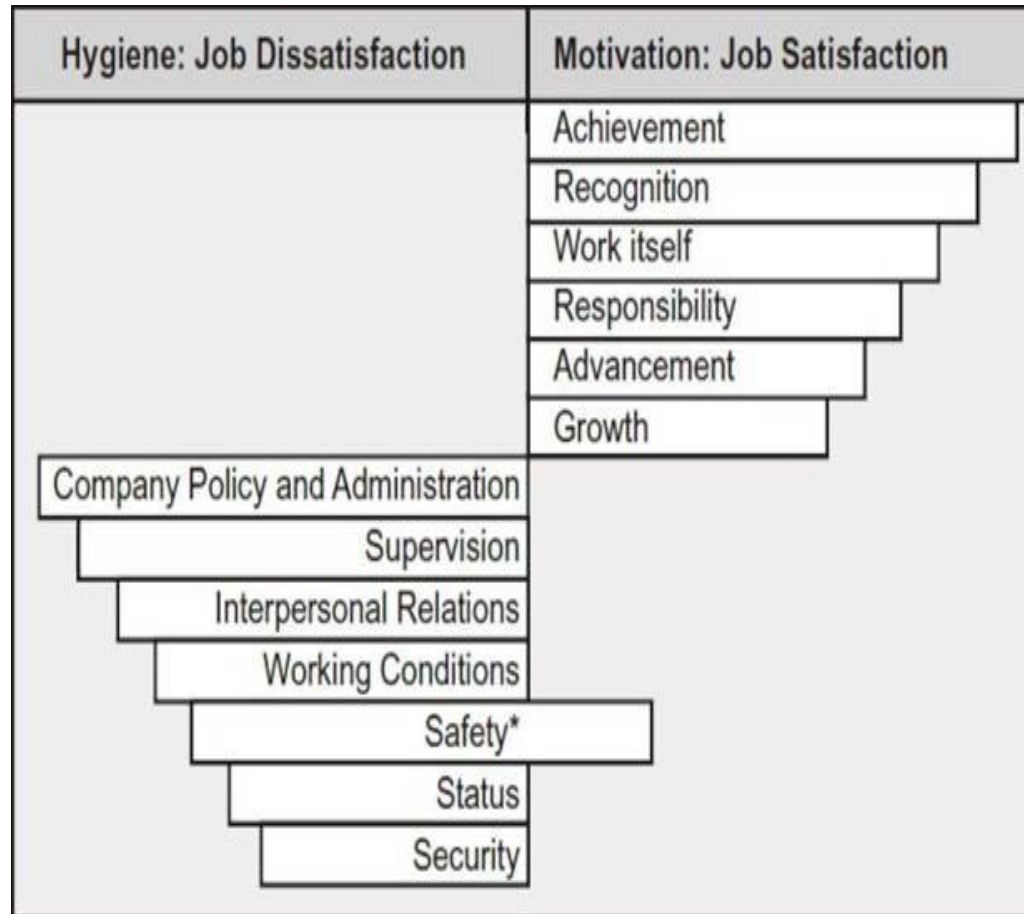 Hygiene: Job Dissatisfaction
Motivation: Job Satisfaction
Achievement
Recognition
Work itself
Responsibility
Advancement
Growth
Company Policy and Administration
Supervision
Interpersonal Relations
Working Conditions
Safety*
Status
Security